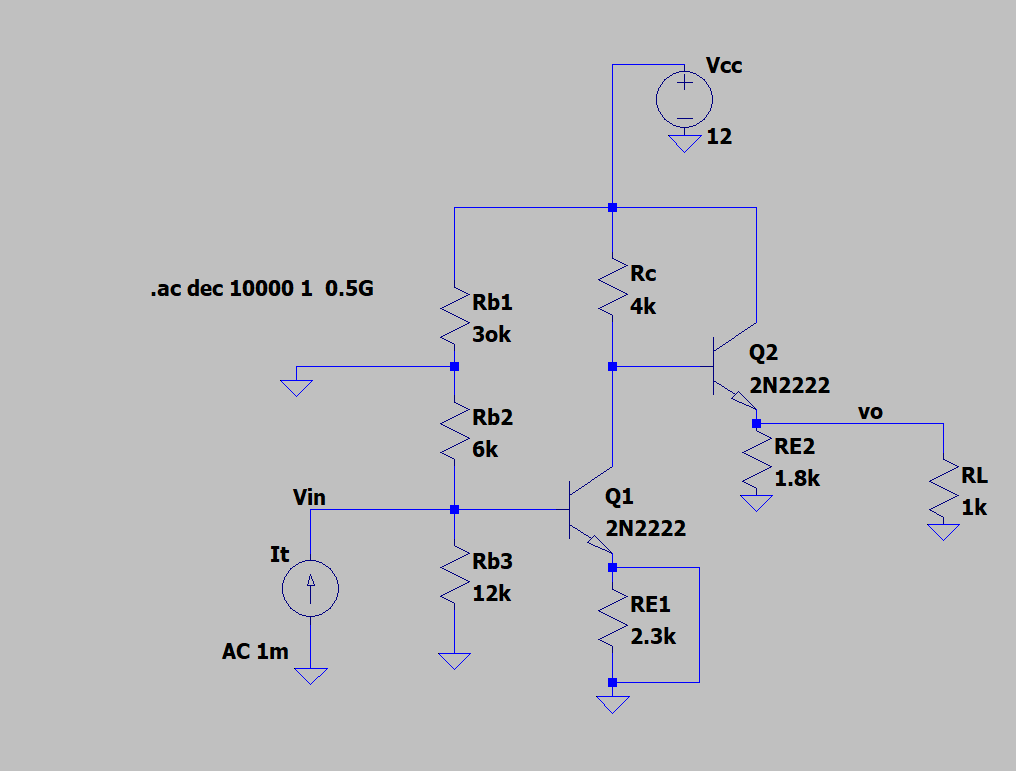 Vcc
12
.ac dec 10000 1 0.5G
Rb1
3ok
Rc
4k
Q2
2N2222
vo
Rb2
6k
RE2
1.8k
RL
1k
Vin
Q1
2N2222
It
AC 1m
Rb3
12k
RE1
2.3k